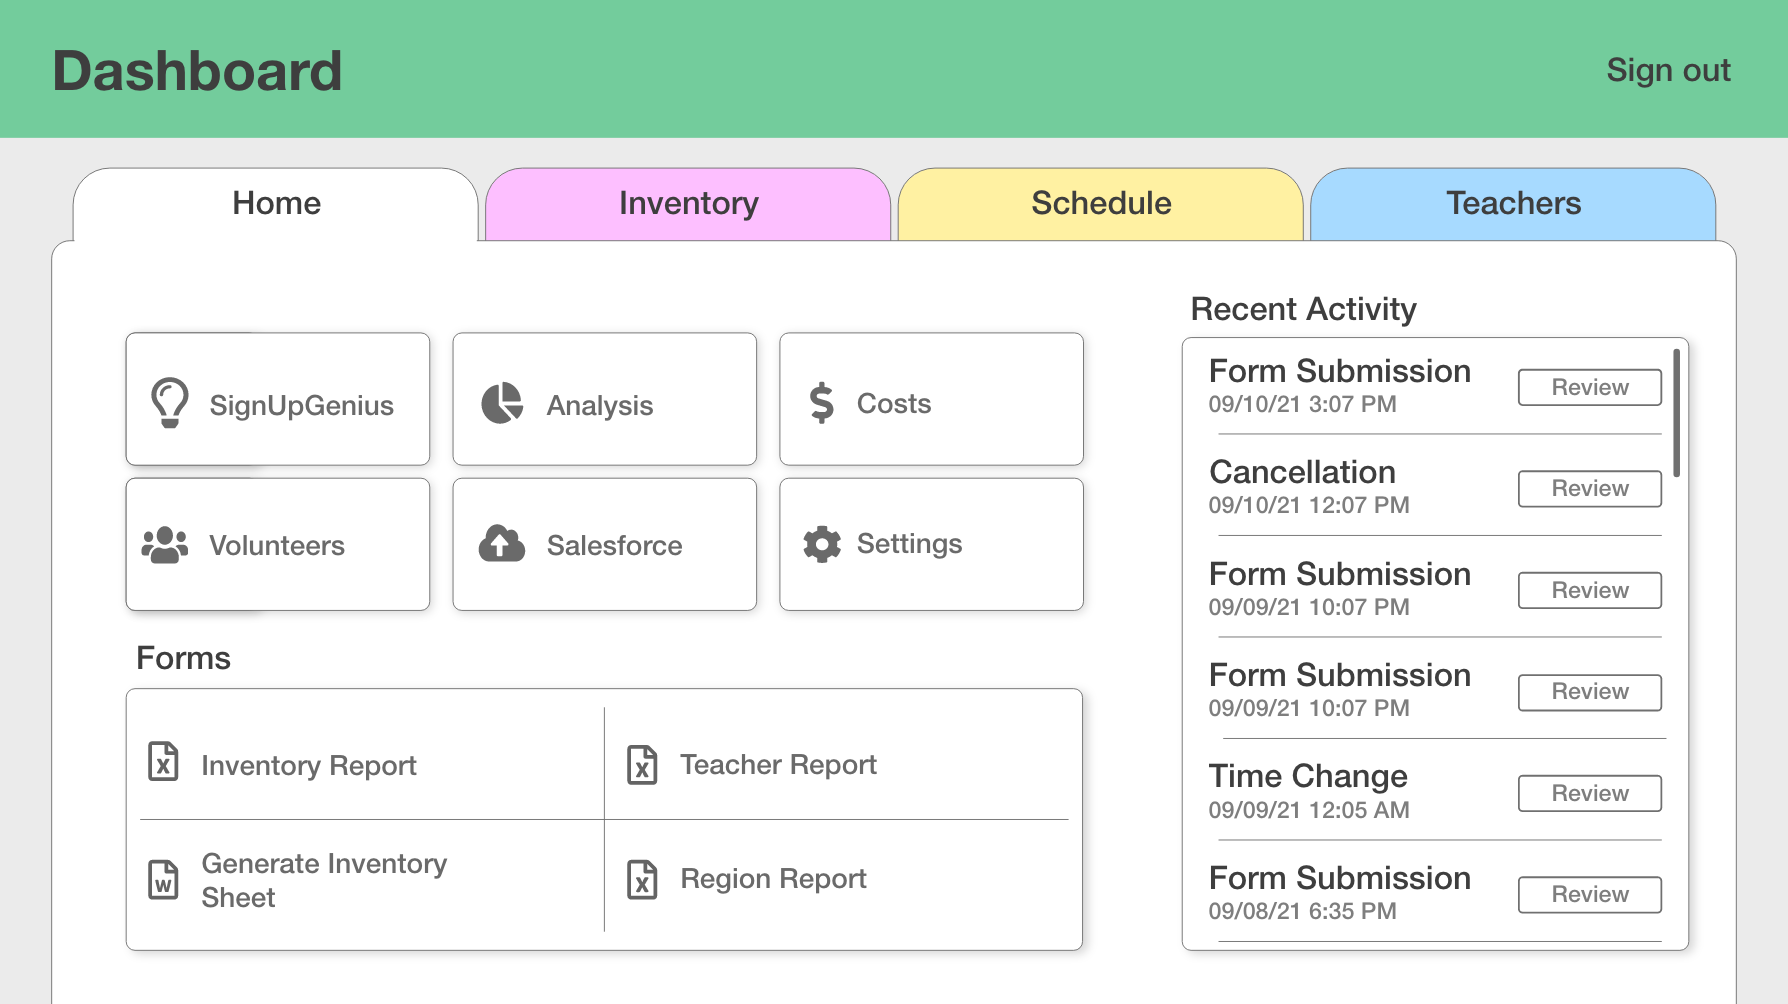 Dashboard
Sign out
Home
Inventory
Schedule
Teachers
SignUpGenius
Analysis
$ Costs
Volunteers
Salesforce
Settings
Forms
X Inventory Report
X Teacher Report
W Generate Inventory
Sheet
X Region Report
Recent Activity
Form Submission
09/10/21 3:07 PM
Review
Cancellation
09/10/21 12:07 PM
Review
Form Submission
09/09/21 10:07 PM
Review
Form Submission
09/09/21 10:07 PM
Review
Time Change
09/09/21 12:05 AM
Review
Form Submission
09/08/21 6:35 PM
Review